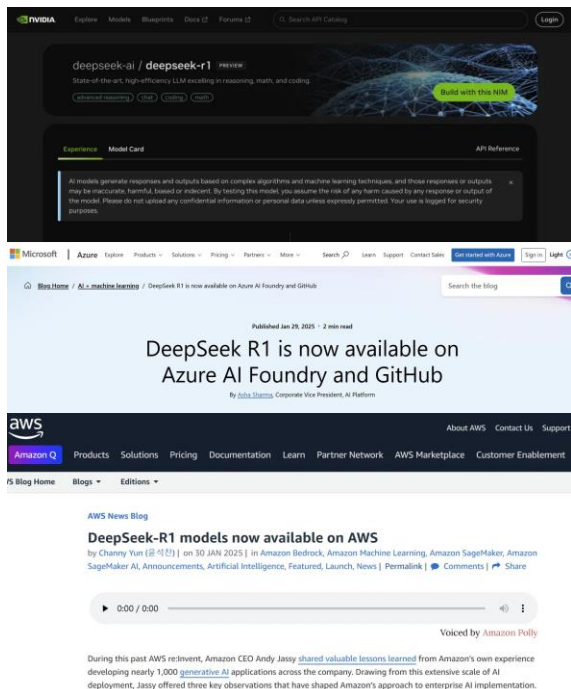 NVIDIA Explore Models Blueprints Docs Forums Search API Catalog Login
deepseek-ai / deepseek-r1 PREVIEW
State-of-the-art, high-efficiency LLM excelling in reasoning, math, and coding.
advanced reasoning chat coding math
Build with this NIM
Experience Model Card API Reference
AI models generate responses and outputs based on complex algorithms and machine learning techniques, and those responses or outputs
may be inaccurate, harmful, biased or indecent. By testing this model, you assume the risk of any harm caused by any response or output of
the model. Please do not upload any confidential information or personal data unless expressly permitted. Your use is logged for security
purposes.
Microsoft | Azure Explore Products Solutions Pricing Partners More Search Learn Support Contact Sales Get started with Azure Sign in Light
Blog Home / AI + machine learning / DeepSeek R1 is now available on Azure AI Foundry and GitHub Search the blog
Published Jan 29, 2025 · 2 min read
DeepSeek R1 is now available on
Azure AI Foundry and GitHub
By Asha Sharma, Corporate Vice President, AI Platform
aws About AWS Contact Us Support
Amazon Q Products Solutions Pricing Documentation Learn Partner Network AWS Marketplace Customer Enablement
S Blog Home Blogs Editions
AWS News Blog
DeepSeek-R1 models now available on AWS
by Channy Yun (윤석찬) | on 30 JAN 2025 | in Amazon Bedrock, Amazon Machine Learning, Amazon SageMaker, Amazon
SageMaker AI, Announcements, Artificial Intelligence, Featured, Launch, News | Permalink | Comments | Share
0:00 / 0:00
Voiced by Amazon Polly
During this past AWS re:Invent, Amazon CEO Andy Jassy shared valuable lessons learned from Amazon's own experience
developing nearly 1,000 generative AI applications across the company. Drawing from this extensive scale of AI
deployment, Jassy offered three key observations that have shaped Amazon's approach to enterprise AI implementation.